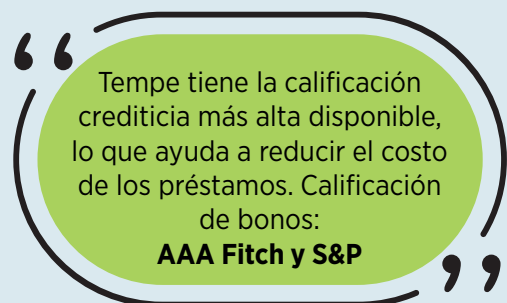 Tempe tiene la calificación
crediticia más alta disponible,
lo que ayuda a reducir el costo
de los préstamos. Calificación
de bonos:
AAA Fitch y S&P